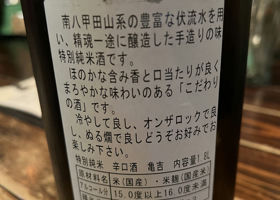 南八甲田山系の豊富な伏流水を用
い、精魂一途に醸造した手造りの味
特別純米酒です。
ほのかな含み香と口当たりが良く
まろやかな味わいのある「こだわり
の酒」です。
冷やして良し、オンザロックで良
し、ぬる燗で良しどうぞお好みでお
楽しみ下さい。
特別純米 辛口酒 亀吉 内容量1.8L
原材料名 米(国産)・米麹(国産米)
アルコール分 15.0度以上16.0度未満